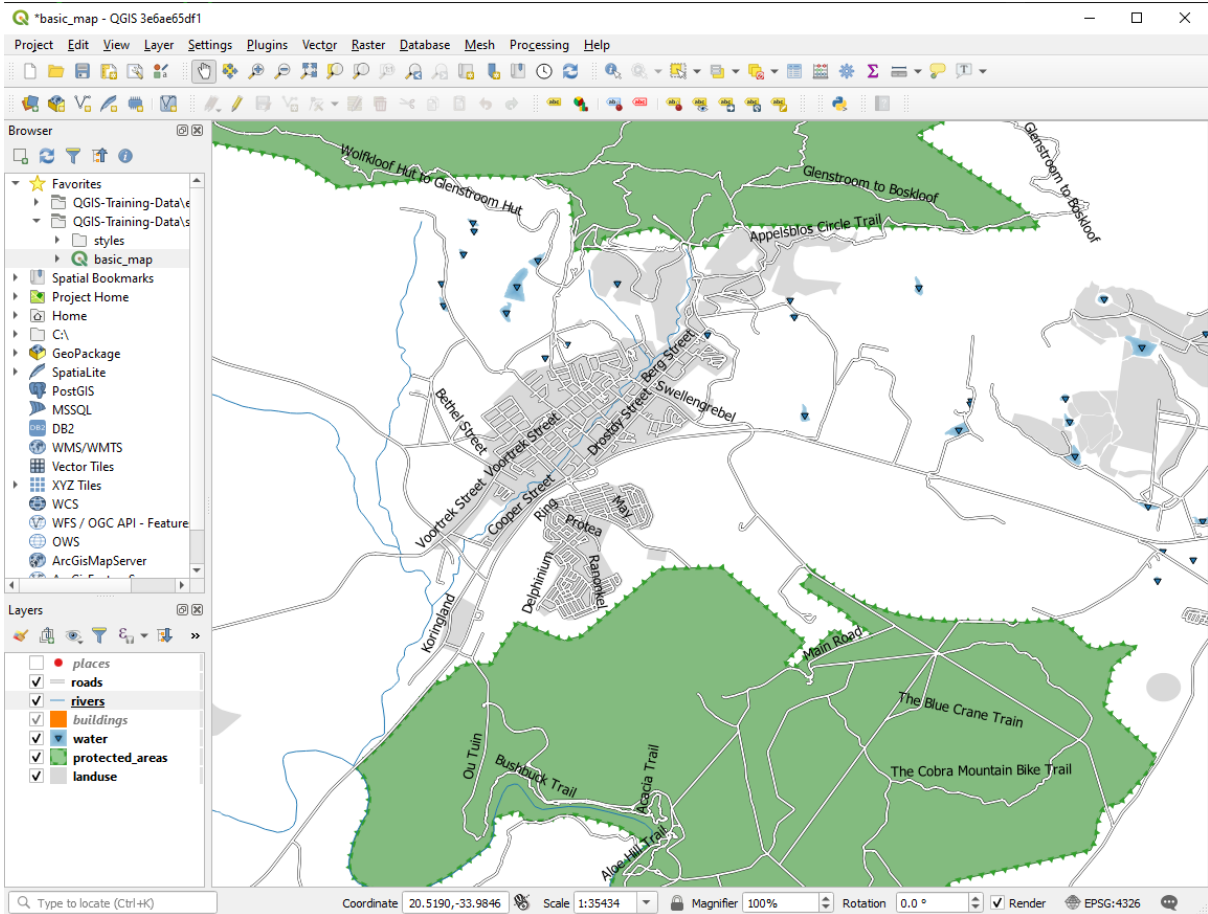 *basic_map - QGIS 3e6ae65df1
Project Edit View Layer Settings Plugins Vector Raster Database Mesh Processing Help
Browser
Favorites
QGIS-Training-Data\e
QGIS-Training-Data\s
styles
basic_map
Spatial Bookmarks
Project Home
Home
C:\
GeoPackage
SpatiaLite
PostGIS
MSSQL
DB2
WMS/WMTS
Vector Tiles
XYZ Tiles
WCS
WFS / OGC API - Feature
OWS
ArcGisMapServer
Layers
places
roads
rivers
buildings
water
protected_areas
landuse
Wolfkloof Hut to Glenstroom Hut
Glenstroom to Boskloof
Glenstroom to Boskloof
Appelsblos Circle Trail
Berg Street
Swellengrebel
Bethel Street
Voortrek Street
Drostdy Street
Voortrek Street
Cooper Street
Ring
May
Protea
Delphinium
Ranonkel
Koringland
Main Road
The Blue Crane Train
Ou Tuin
Bushbuck Trail
Acacia Trail
The Cobra Mountain Bike Trail
Aloe Hill Trail
Type to locate (Ctrl+K) Coordinate 20.5190,-33.9846 Scale 1:35434 Magnifier 100% Rotation 0.0 ° Render EPSG:4326